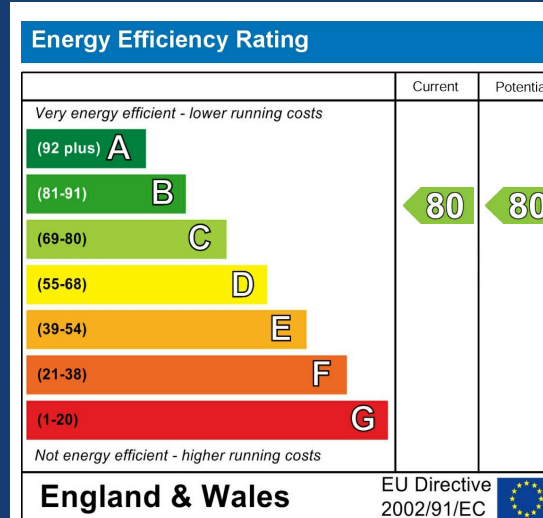 Energy Efficiency Rating
Current Potentia
Very energy efficient - lower running costs
(92 plus) A
(81-91) B
80 80
(69-80) C
(55-68) D
(39-54) E
(21-38) F
(1-20) G
Not energy efficient - higher running costs
England & Wales
EU Directive
2002/91/EC